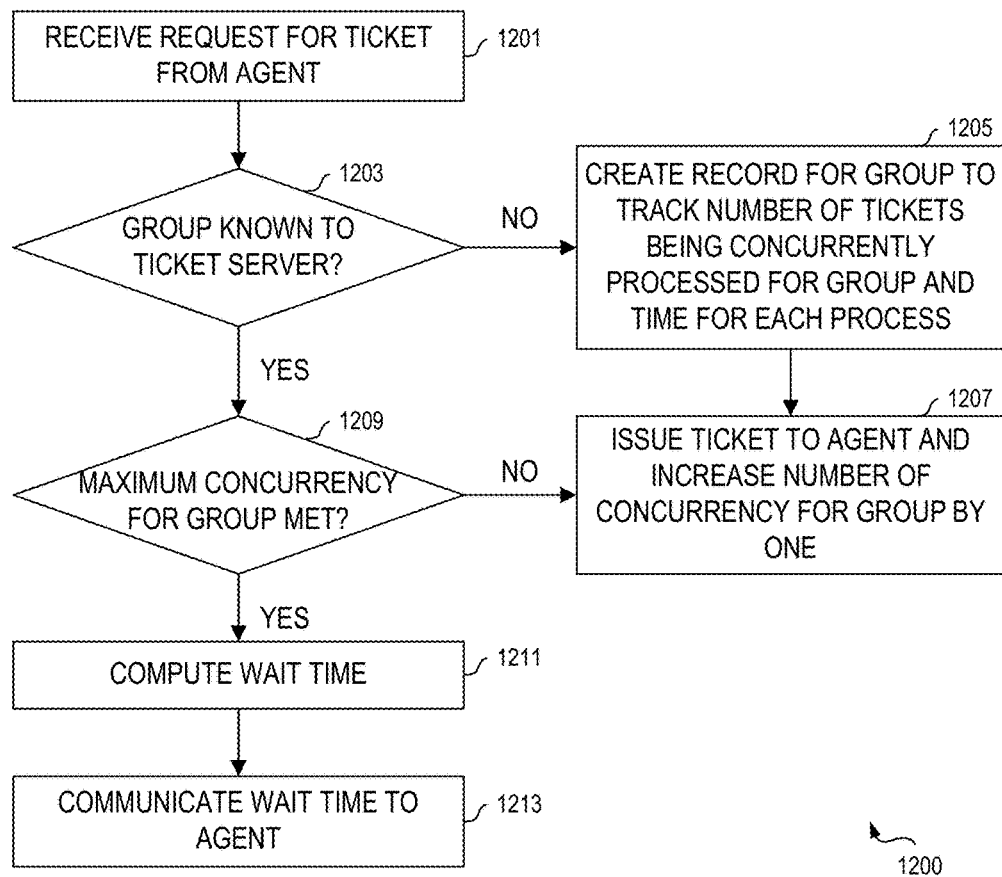 RECEIVE REQUEST FOR TICKET
FROM AGENT
1201
1203
GROUP KNOWN TO
TICKET SERVER?
NO
1205
CREATE RECORD FOR GROUP TO
TRACK NUMBER OF TICKETS
BEING CONCURRENTLY
PROCESSED FOR GROUP AND
TIME FOR EACH PROCESS
YES
1209
MAXIMUM CONCURRENCY
FOR GROUP MET?
NO
1207
ISSUE TICKET TO AGENT AND
INCREASE NUMBER OF
CONCURRENCY FOR GROUP BY
ONE
YES
COMPUTE WAIT TIME
1211
COMMUNICATE WAIT TIME TO
AGENT
1213
1200